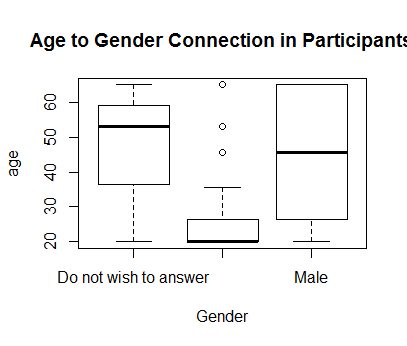 Age to Gender Connection in Participants
age
60
50
40
30
20
Do not wish to answer
Male
Gender